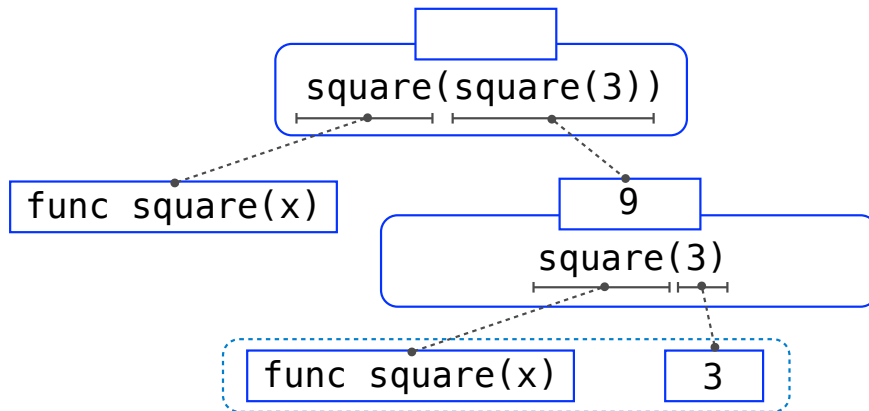 square(square(3))
func square(x)
9
square(3)
func square(x)
3